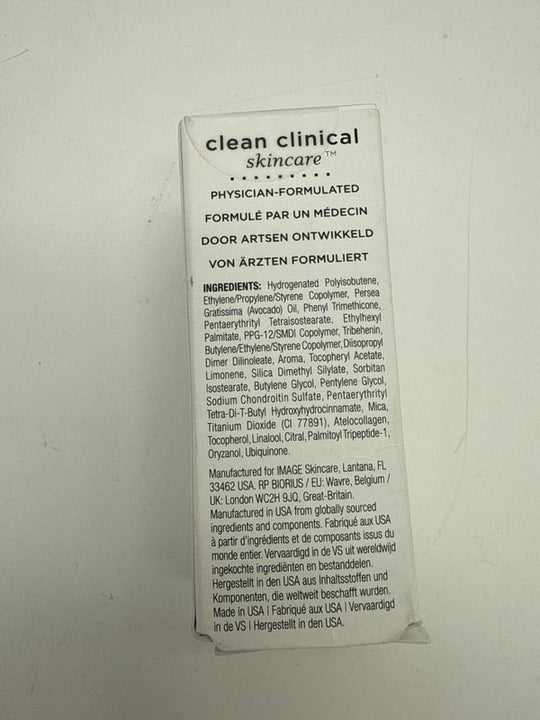 clean clinical
skincare™
PHYSICIAN-FORMULATED
FORMULÉ PAR UN MÉDECIN
DOOR ARTSEN ONTWIKKELD
VON ÄRZTEN FORMULIERT
INGREDIENTS: Hydrogenated Polyisobutene,
Ethylene/Propylene/Styrene Copolymer, Persea
Gratissima (Avocado) Oil, Phenyl Trimethicone,
Pentaerythrityl Tetraisostearate, Ethylhexyl
Palmitate, PPG-12/SMDI Copolymer, Tribehenin,
Butylene/Ethylene/Styrene Copolymer, Diisopropyl
Dimer Dilinoleate, Aroma, Tocopheryl Acetate,
Limonene, Silica Dimethyl Silylate, Sorbitan
Isostearate, Butylene Glycol, Pentylene Glycol,
Sodium Chondroitin Sulfate, Pentaerythrityl
Tetra-Di-T-Butyl Hydroxyhydrocinnamate, Mica,
Titanium Dioxide (CI 77891), Atelocollagen,
Tocopherol, Linalool, Citral, Palmitoyl Tripeptide-1,
Oryzanol, Ubiquinone.
Manufactured for IMAGE Skincare, Lantana, FL
33462 USA. RP BIORIUS / EU: Wavre, Belgium /
UK: London WC2H 9JQ, Great-Britain.
Manufactured in USA from globally sourced
ingredients and components. Fabriqué aux USA
à partir d'ingrédients et de composants issus du
monde entier. Vervaardigd in de VS uit wereldwijd
ingekochte ingrediënten en bestanddelen.
Hergestellt in den USA aus Inhaltsstoffen und
Komponenten, die weltweit beschafft wurden.
Made in USA | Fabriqué aux USA | Vervaardigd
in de VS | Hergestellt in den USA.